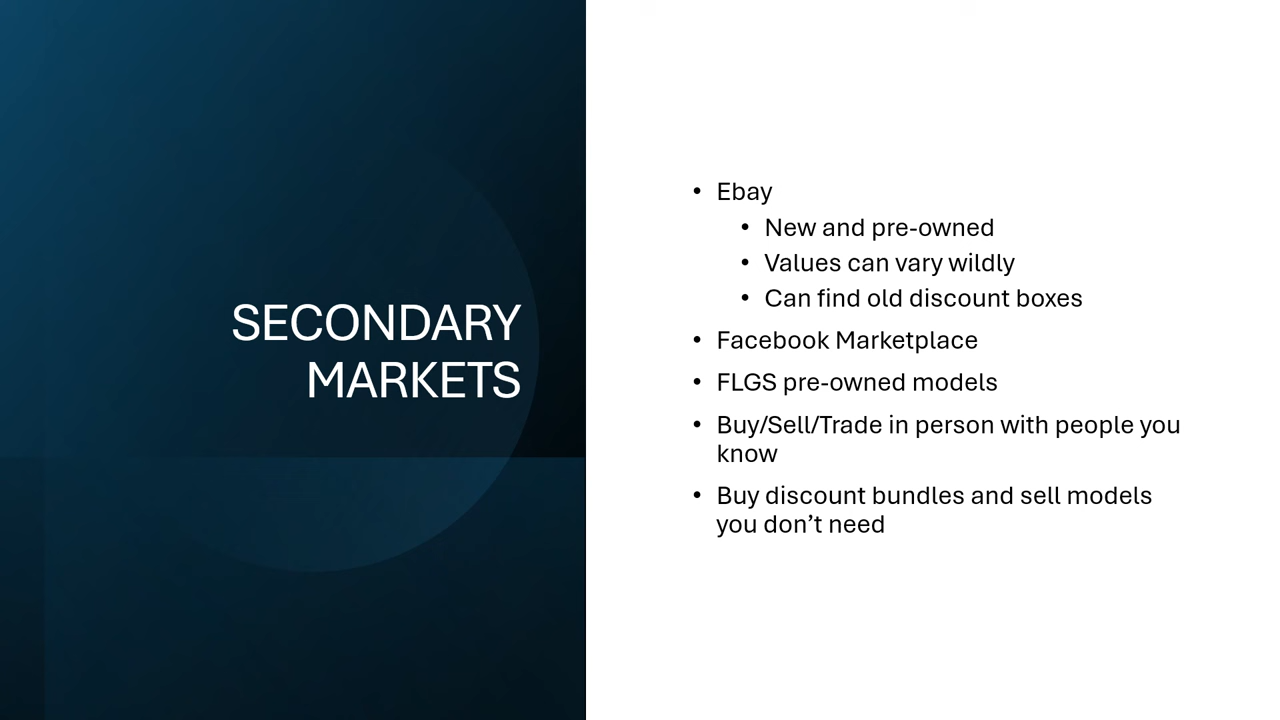 SECONDARY
MARKETS
• Ebay
• New and pre-owned
• Values can vary wildly
• Can find old discount boxes
• Facebook Marketplace
• FLGS pre-owned models
• Buy/Sell/Trade in person with people you
know
• Buy discount bundles and sell models
you don’t need